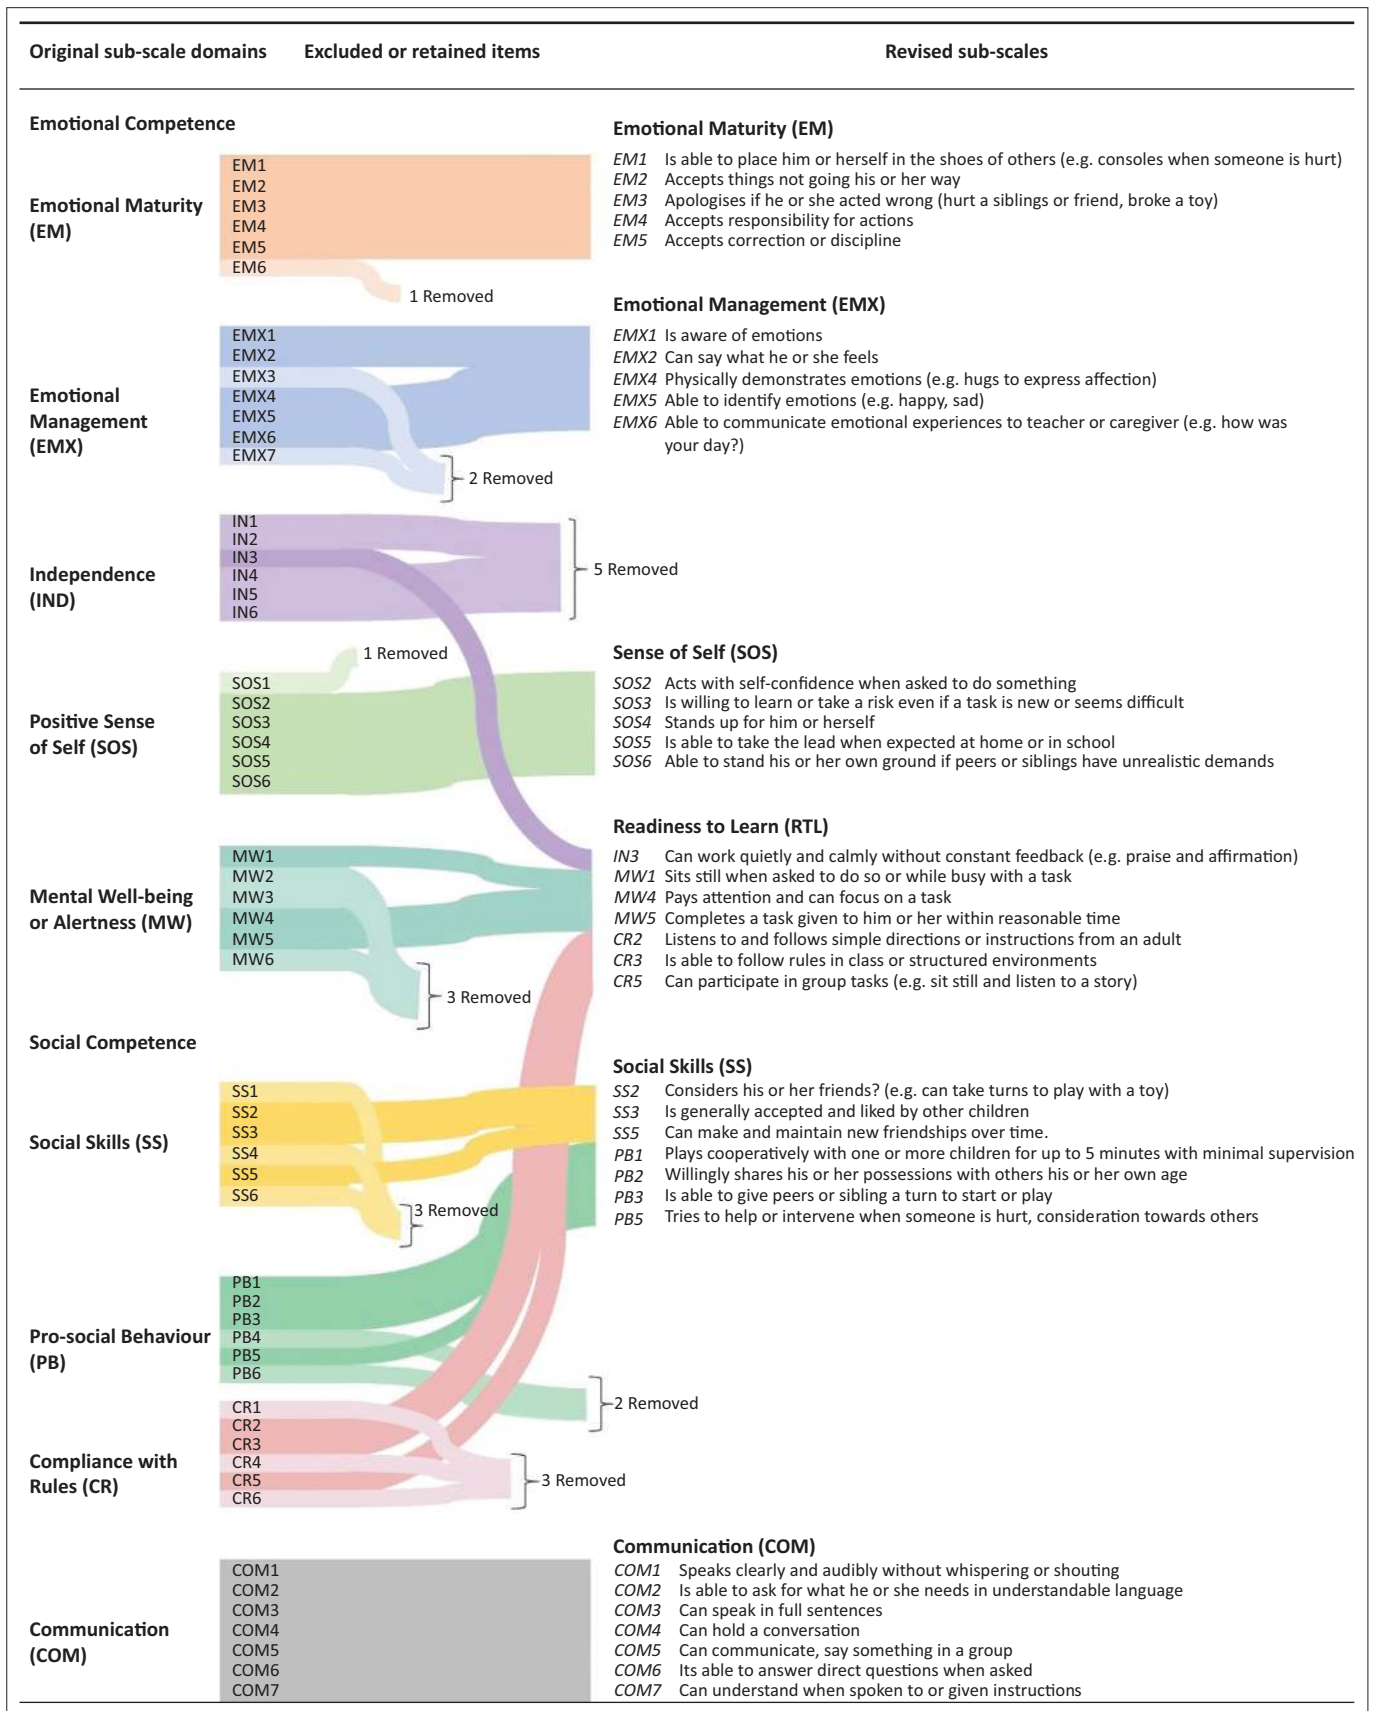 Original sub-scale domains Excluded or retained items Revised sub-scales
Emotional Competence
Emotional Maturity
(EM)
EM1
EM2
EM3
EM4
EM5
EM6
1 Removed
Emotional Maturity (EM)
EM1 Is able to place him or herself in the shoes of others (e.g. consoles when someone is hurt)
EM2 Accepts things not going his or her way
EM3 Apologises if he or she acted wrong (hurt a siblings or friend, broke a toy)
EM4 Accepts responsibility for actions
EM5 Accepts correction or discipline
Emotional
Management
(EMX)
EMX1
EMX2
EMX3
EMX4
EMX5
EMX6
EMX7
2 Removed
Emotional Management (EMX)
EMX1 Is aware of emotions
EMX2 Can say what he or she feels
EMX4 Physically demonstrates emotions (e.g. hugs to express affection)
EMX5 Able to identify emotions (e.g. happy, sad)
EMX6 Able to communicate emotional experiences to teacher or caregiver (e.g. how was
your day?)
Independence
(IND)
IN1
IN2
IN3
IN4
IN5
IN6
5 Removed
Positive Sense
of Self (SOS)
1 Removed
SOS1
SOS2
SOS3
SOS4
SOS5
SOS6
Sense of Self (SOS)
SOS2 Acts with self-confidence when asked to do something
SOS3 Is willing to learn or take a risk even if a task is new or seems difficult
SOS4 Stands up for him or herself
SOS5 Is able to take the lead when expected at home or in school
SOS6 Able to stand his or her own ground if peers or siblings have unrealistic demands
Mental Well-being
or Alertness (MW)
MW1
MW2
MW3
MW4
MW5
MW6
3 Removed
Readiness to Learn (RTL)
IN3 Can work quietly and calmly without constant feedback (e.g. praise and affirmation)
MW1 Sits still when asked to do so or while busy with a task
MW4 Pays attention and can focus on a task
MW5 Completes a task given to him or her within reasonable time
CR2 Listens to and follows simple directions or instructions from an adult
CR3 Is able to follow rules in class or structured environments
CR5 Can participate in group tasks (e.g. sit still and listen to a story)
Social Competence
Social Skills (SS)
SS1
SS2
SS3
SS4
SS5
SS6
3 Removed
Social Skills (SS)
SS2 Considers his or her friends? (e.g. can take turns to play with a toy)
SS3 Is generally accepted and liked by other children
SS5 Can make and maintain new friendships over time.
PB1 Plays cooperatively with one or more children for up to 5 minutes with minimal supervision
PB2 Willingly shares his or her possessions with others his or her own age
PB3 Is able to give peers or sibling a turn to start or play
PB5 Tries to help or intervene when someone is hurt, consideration towards others
Pro-social Behaviour
(PB)
PB1
PB2
PB3
PB4
PB5
PB6
2 Removed
Compliance with
Rules (CR)
CR1
CR2
CR3
CR4
CR5
CR6
3 Removed
Communication
(COM)
COM1
COM2
COM3
COM4
COM5
COM6
COM7
Communication (COM)
COM1 Speaks clearly and audibly without whispering or shouting
COM2 Is able to ask for what he or she needs in understandable language
COM3 Can speak in full sentences
COM4 Can hold a conversation
COM5 Can communicate, say something in a group
COM6 Its able to answer direct questions when asked
COM7 Can understand when spoken to or given instructions